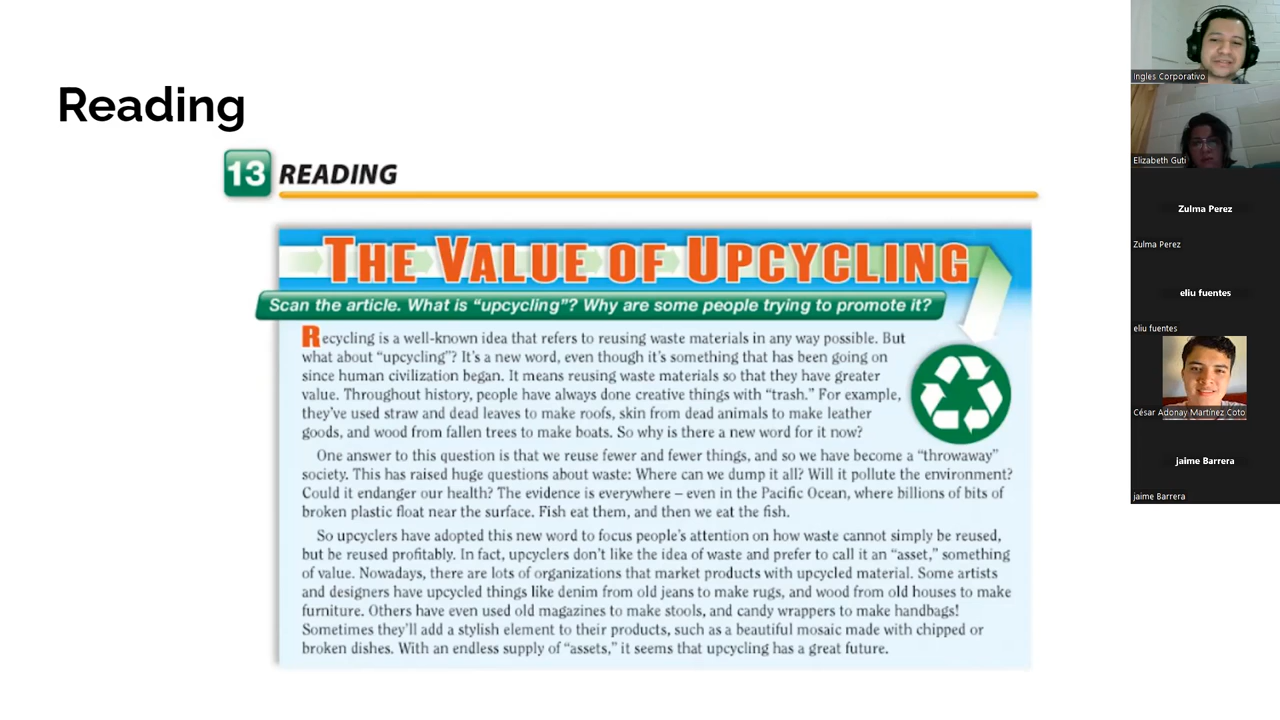 Reading
13 READING
THE VALUE OF UPCYCLING
Scan the article. What is “upcycling”? Why are some people trying to promote it?
Recycling is a well-known idea that refers to reusing waste materials in any way possible. But
what about “upcycling”? It’s a new word, even though it’s something that has been going on
since human civilization began. It means reusing waste materials so that they have greater
value. Throughout history, people have always done creative things with “trash.” For example,
they’ve used straw and dead leaves to make roofs, skin from dead animals to make leather
goods, and wood from fallen trees to make boats. So why is there a new word for it now?
One answer to this question is that we reuse fewer and fewer things, and so we have become a “throwaway”
society. This has raised huge questions about waste: Where can we dump it all? Will it pollute the environment?
Could it endanger our health? The evidence is everywhere – even in the Pacific Ocean, where billions of bits of
broken plastic float near the surface. Fish eat them, and then we eat the fish.
So upcyclers have adopted this new word to focus people’s attention on how waste cannot simply be reused,
but be reused profitably. In fact, upcyclers don’t like the idea of waste and prefer to call it an “asset,” something
of value. Nowadays, there are lots of organizations that market products with upcycled material. Some artists
and designers have upcycled things like denim from old jeans to make rugs, and wood from old houses to make
furniture. Others have even used old magazines to make stools, and candy wrappers to make handbags!
Sometimes they’ll add a stylish element to their products, such as a beautiful mosaic made with chipped or
broken dishes. With an endless supply of “assets,” it seems that upcycling has a great future.
Ingles Corporativo
Elizabeth Guti
Zulma Perez
Zulma Perez
eliu fuentes
eliu fuentes
César Adonay Martínez Coto
jaime Barrera
jaime Barrera